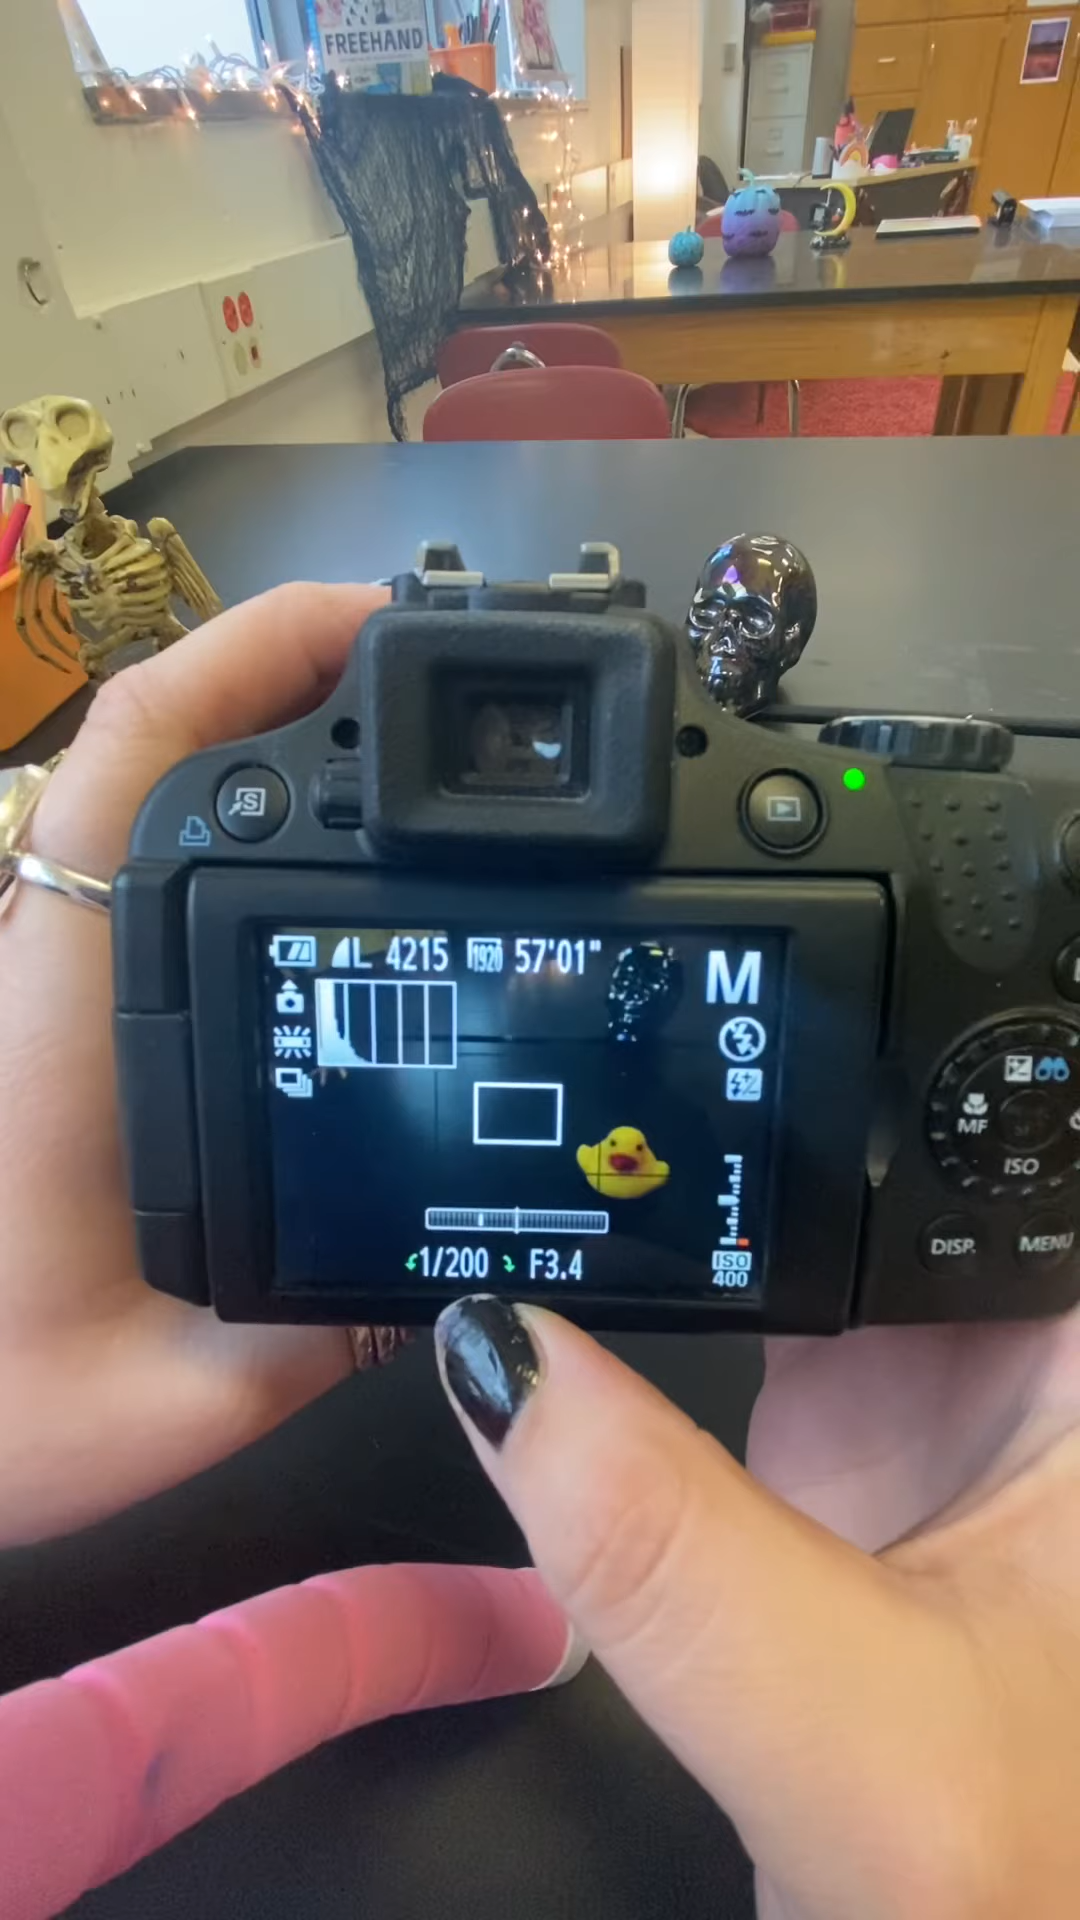 FREEHAND
S
L 4215 1920 57'01"
M
1/200 F3.4
ISO
400
MF
ISO
DISP.
MENU